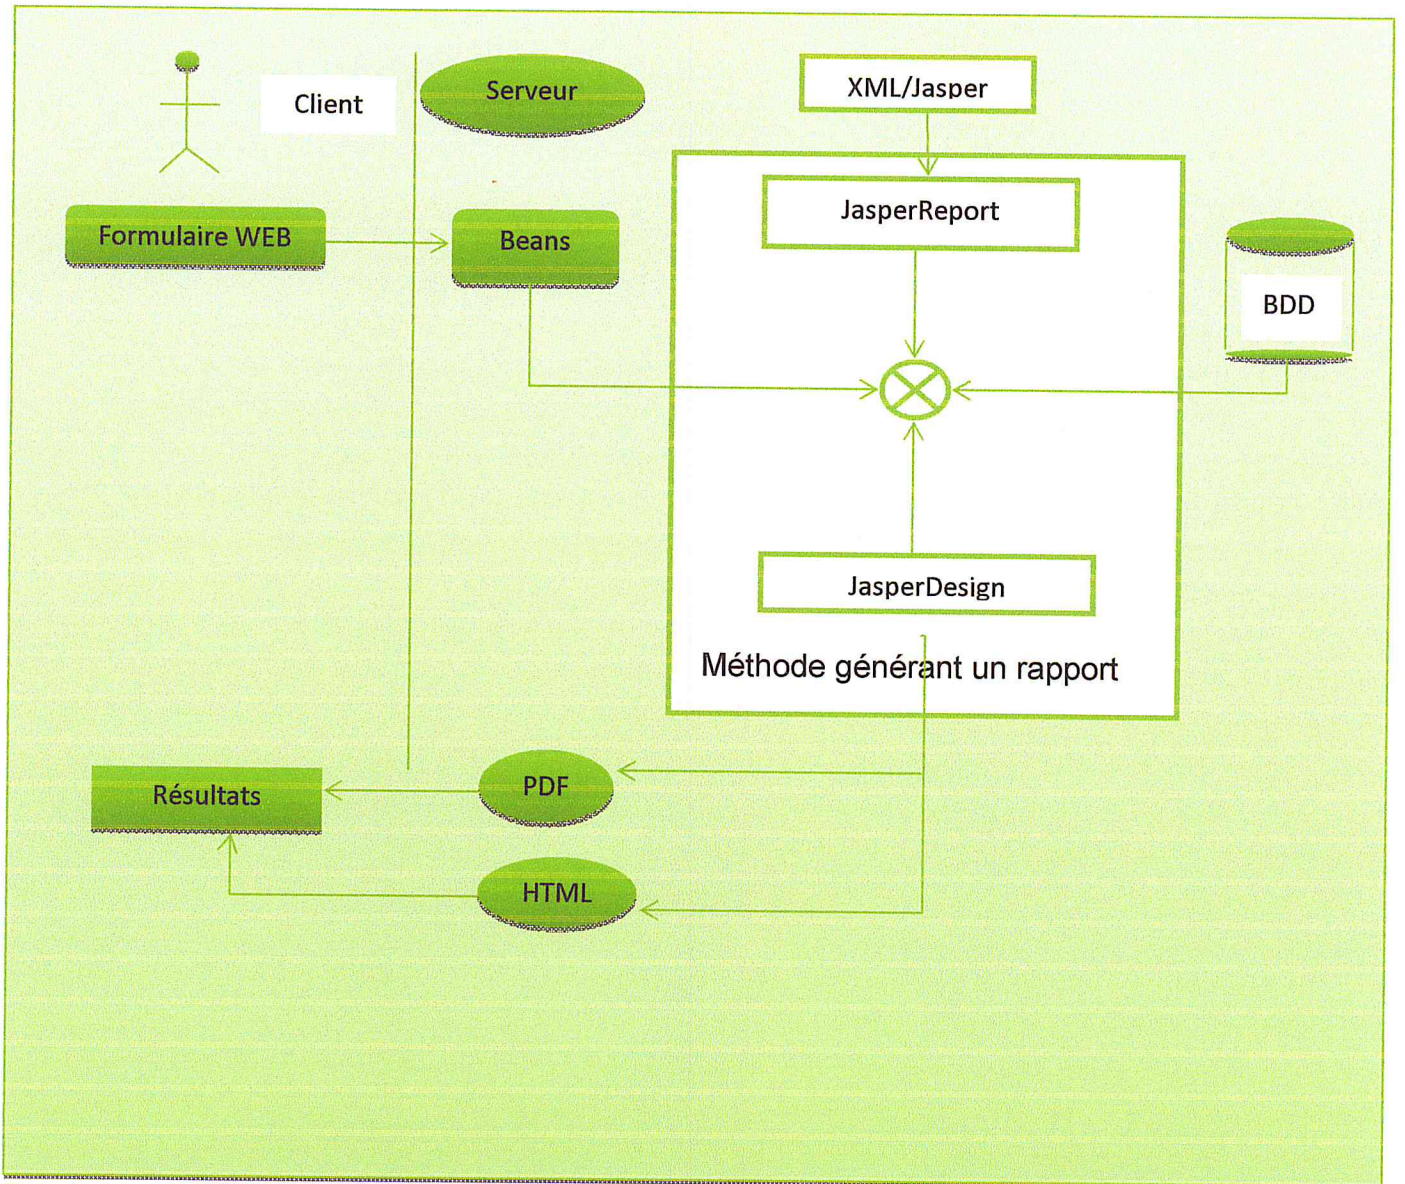 Client
Serveur
XML/Jasper
JasperReport
Formulaire WEB
Beans
BDD
JasperDesign
Méthode générant un rapport
Résultats
PDF
HTML